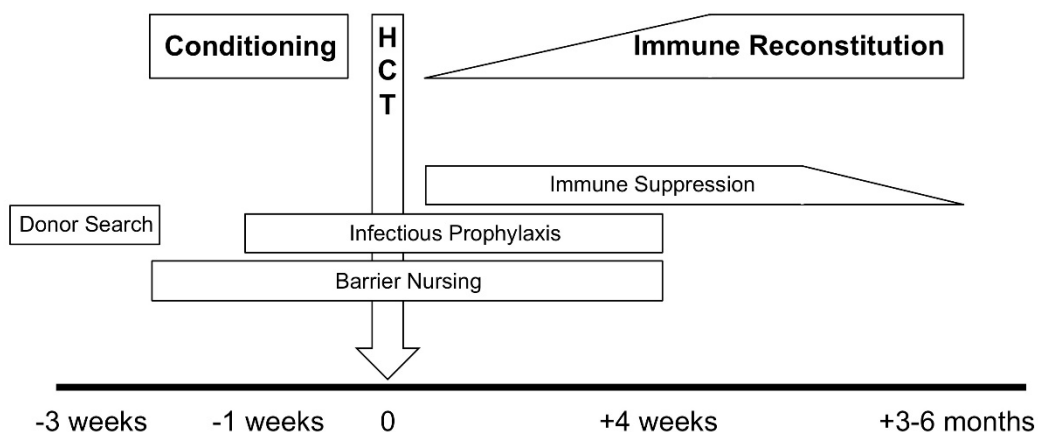 Conditioning
H
C
T
Immune Reconstitution
Immune Suppression
Donor Search
Infectious Prophylaxis
Barrier Nursing
-3 weeks
-1 weeks
0
+4 weeks
+3-6 months